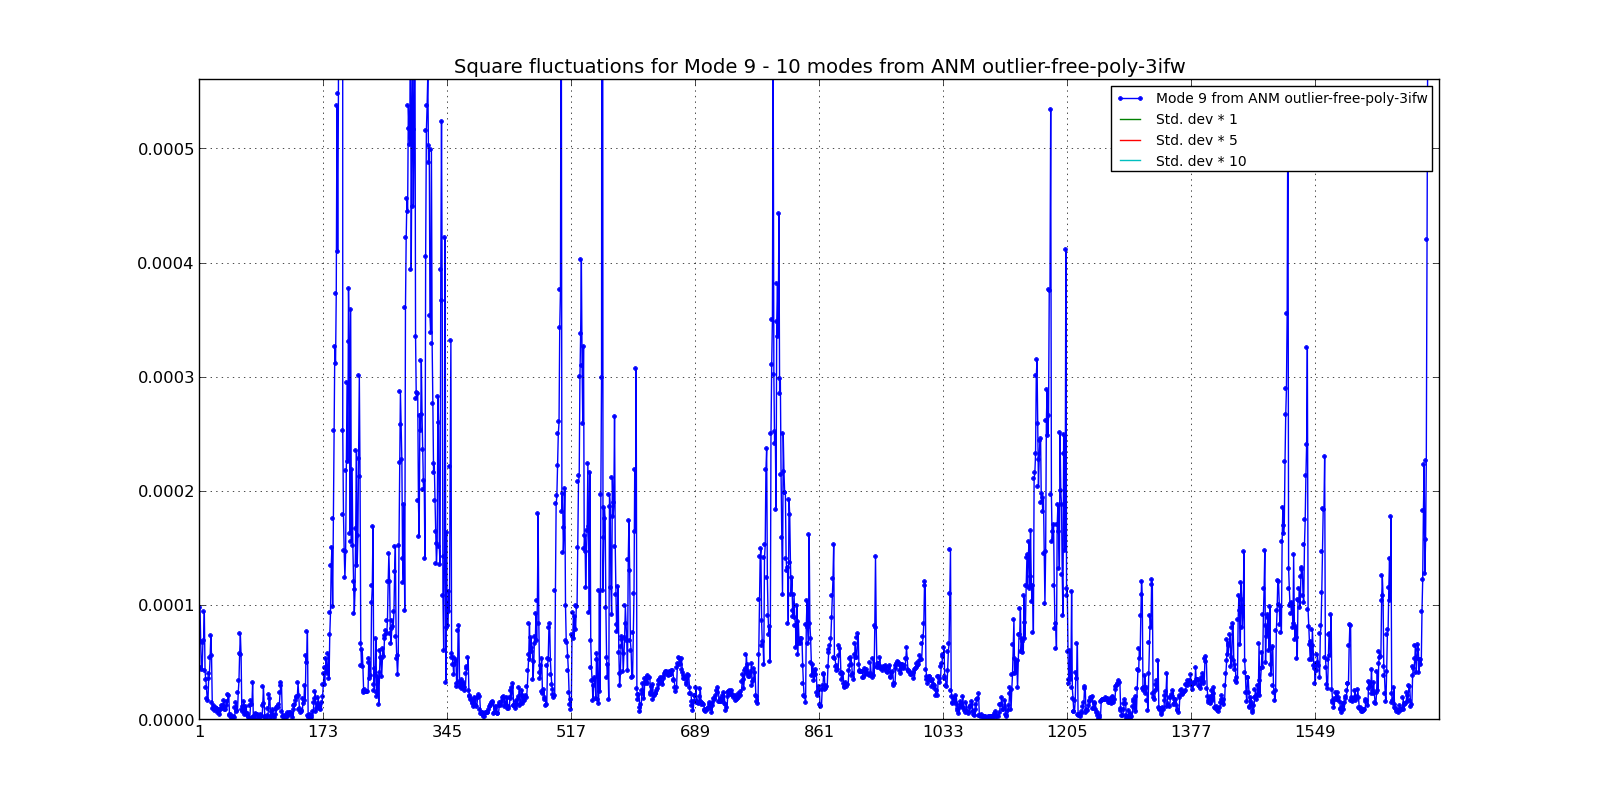 Square fluctuations for Mode 9 - 10 modes from ANM outlier-free-poly-3ifw
Mode 9 from ANM outlier-free-poly-3ifw
Std. dev * 1
Std. dev * 5
Std. dev * 10
0.0005
0.0004
0.0003
0.0002
0.0001
0.0000
1 173 345 517 689 861 1033 1205 1377 1549